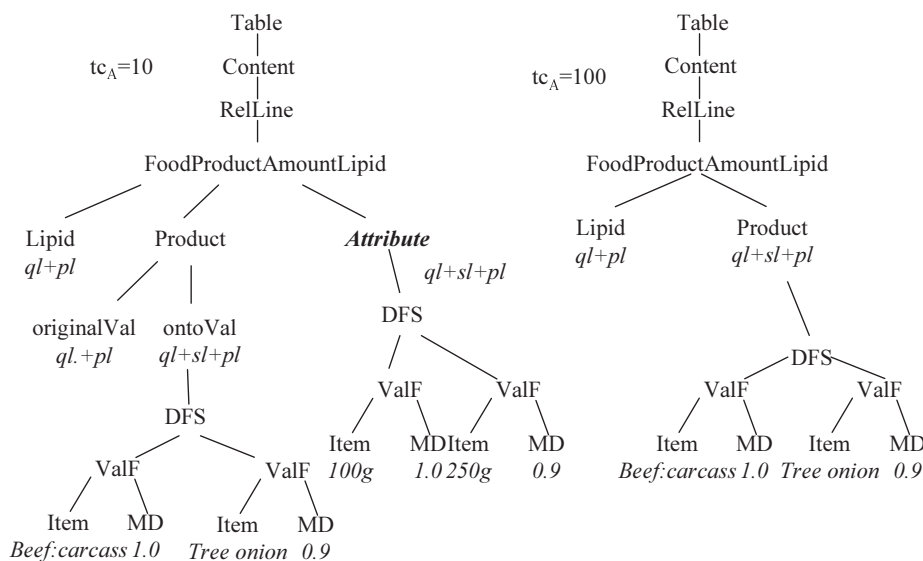 Table
Table
tcA=10
Content
Content
tcA=100
RelLine
RelLine
FoodProductAmountLipid
FoodProductAmountLipid
Lipid
Product
Attribute
Lipid
Product
ql+pl
ql+sl+pl
ql+pl
ql+sl+pl
originalVal
ontoVal
DFS
ql.+pl
ql+sl+pl
DFS
ValF
ValF
ValF
ValF
DFS
Item
MD
Item
MD
Item
MD
Item
MD
100g
1.0
250g
0.9
Beef:carcass
1.0
Tree onion
0.9
ValF
ValF
Item
MD
Item
MD
Beef:carcass
1.0
Tree onion
0.9